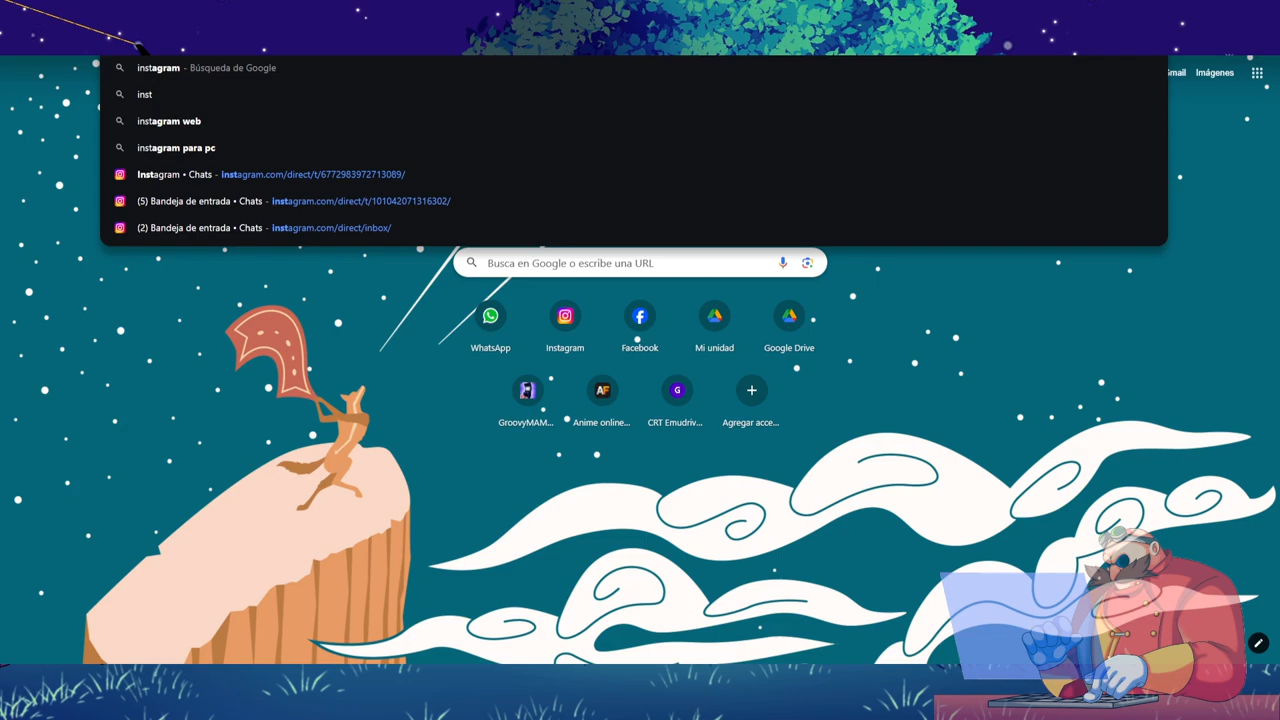 instagram - Búsqueda de Google
Gmail Imágenes
inst
instagram web
instagram para pc
Instagram • Chats - instagram.com/direct/t/6772983972713089/
(5) Bandeja de entrada • Chats - instagram.com/direct/t/101042071316302/
(2) Bandeja de entrada • Chats - instagram.com/direct/inbox/
Busca en Google o escribe una URL
WhatsApp Instagram Facebook Mi unidad Google Drive
AF G
GroovyMAM... Anime online... CRT Emudriv... Agregar acce...